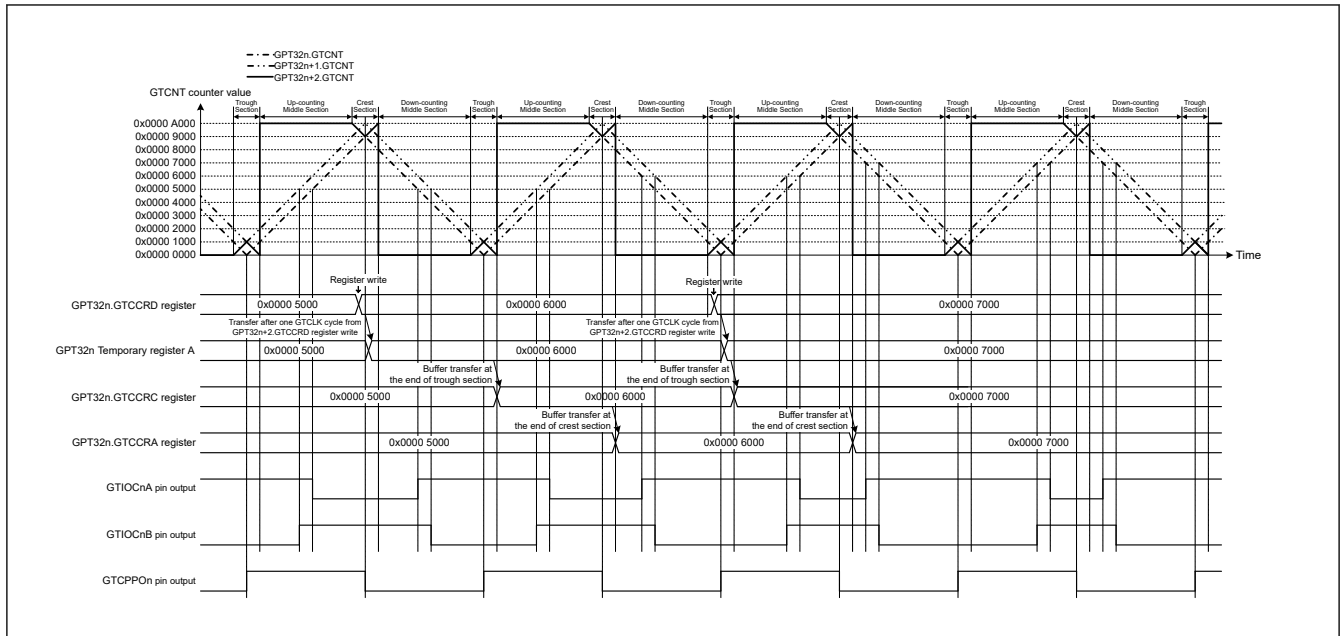 GPT32n.GTCNT
GPT32n+1.GTCNT
GPT32n+2.GTCNT
GTCNT counter value
Trough Section
Up-counting Middle Section
Crest Section
Down-counting Middle Section
Trough Section
Up-counting Middle Section
Crest Section
Down-counting Middle Section
Trough Section
Up-counting Middle Section
Crest Section
Down-counting Middle Section
Trough Section
Up-counting Middle Section
Crest Section
Down-counting Middle Section
Trough Section
0x0000 A000
0x0000 9000
0x0000 8000
0x0000 7000
0x0000 6000
0x0000 5000
0x0000 4000
0x0000 3000
0x0000 2000
0x0000 1000
0x0000 0000
Time
Register write
Register write
GPT32n.GTCCRD register
0x0000 5000
0x0000 6000
0x0000 7000
Transfer after one GTCLK cycle from
GPT32n+2.GTCCRD register write
Transfer after one GTCLK cycle from
GPT32n+2.GTCCRD register write
GPT32n Temporary register A
0x0000 5000
0x0000 6000
0x0000 7000
Buffer transfer at
the end of trough section
Buffer transfer at
the end of trough section
GPT32n.GTCCRC register
0x0000 5000
0x0000 6000
0x0000 7000
Buffer transfer at
the end of crest section
Buffer transfer at
the end of crest section
GPT32n.GTCCRA register
0x0000 5000
0x0000 6000
0x0000 7000
GTIOCnA pin output
GTIOCnB pin output
GTCPPOn pin output